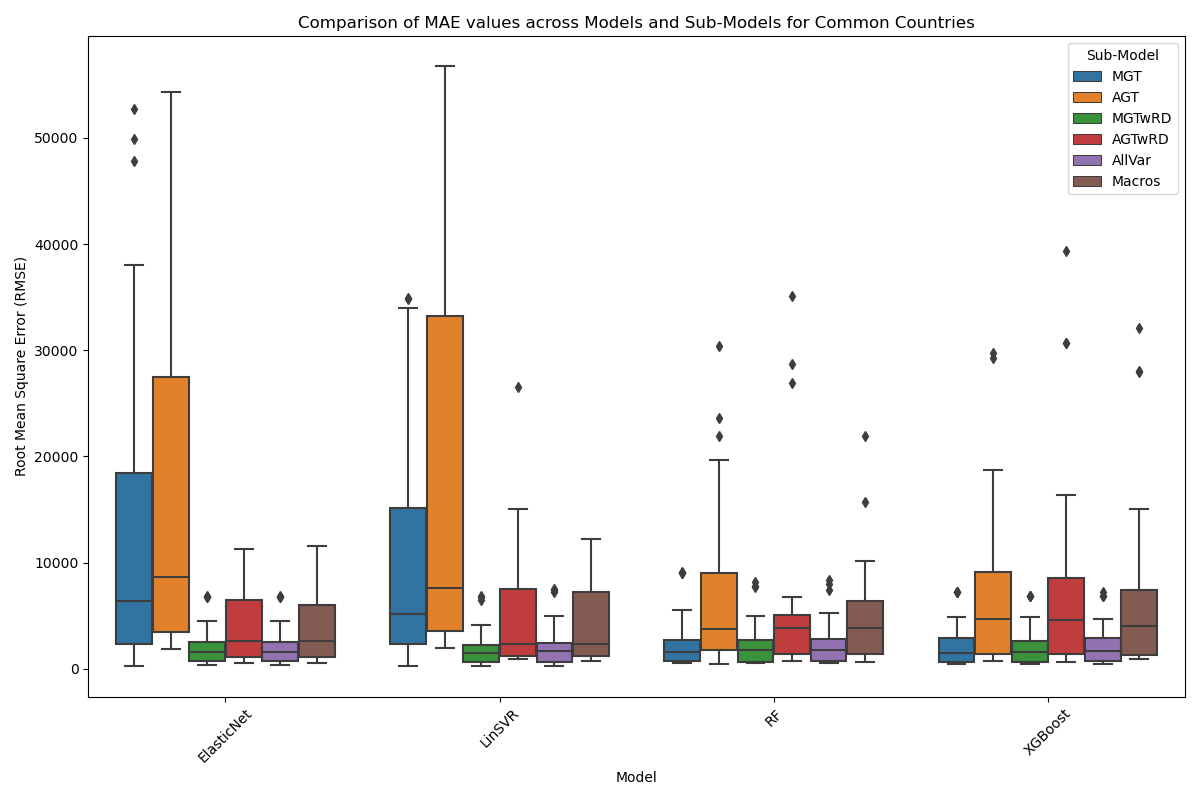 Comparison of MAE values across Models and Sub-Models for Common Countries
Sub-Model
MGT
AGT
MGTwRD
AGTwRD
AllVar
Macros
Root Mean Square Error (RMSE)
50000
40000
30000
20000
10000
0
ElasticNet
LinSVR
RF
XGBoost
Model